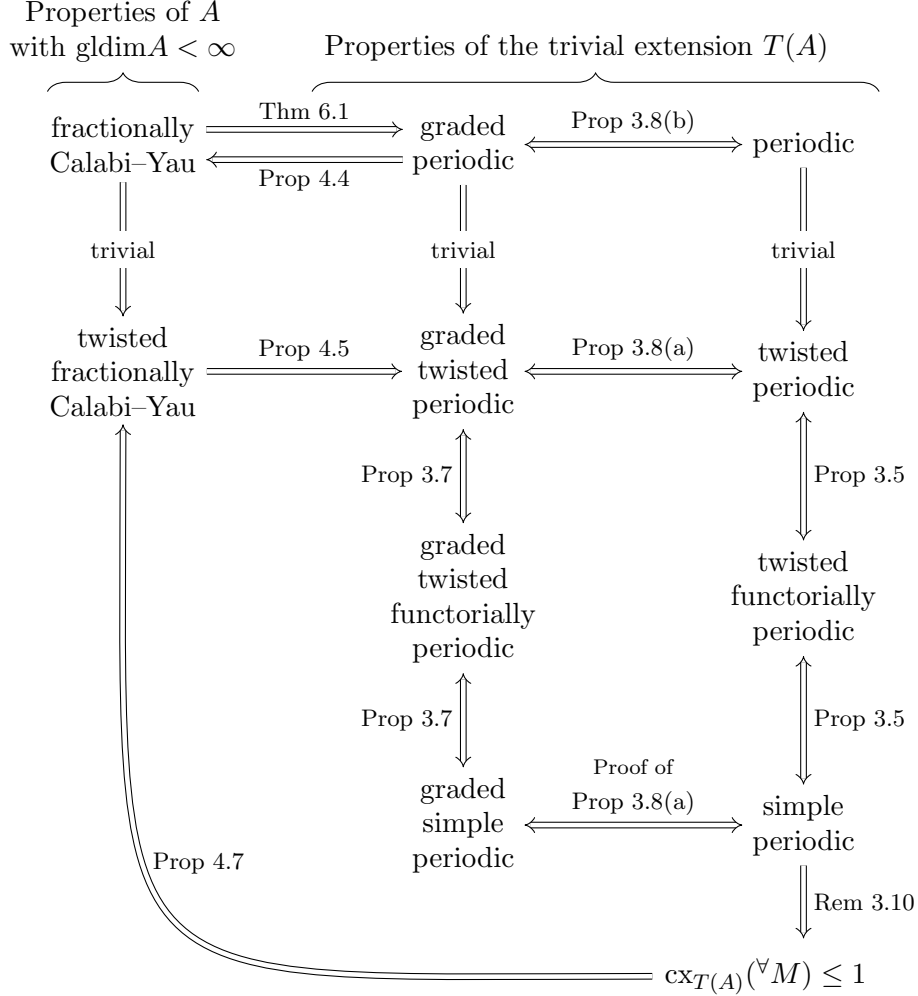 Properties of A
with gldimA < ∞
Properties of the trivial extension T(A)
fractionally
Calabi–Yau
Thm 6.1
Prop 4.4
graded
periodic
Prop 3.8(b)
periodic
trivial
trivial
trivial
twisted
fractionally
Calabi–Yau
Prop 4.5
graded
twisted
periodic
Prop 3.8(a)
twisted
periodic
Prop 3.7
Prop 3.5
graded
twisted
functorially
periodic
twisted
functorially
periodic
Prop 3.7
Prop 3.5
graded
simple
periodic
Proof of
Prop 3.8(a)
simple
periodic
Prop 4.7
Rem 3.10
cx_{T(A)}(^∀M) ≤ 1